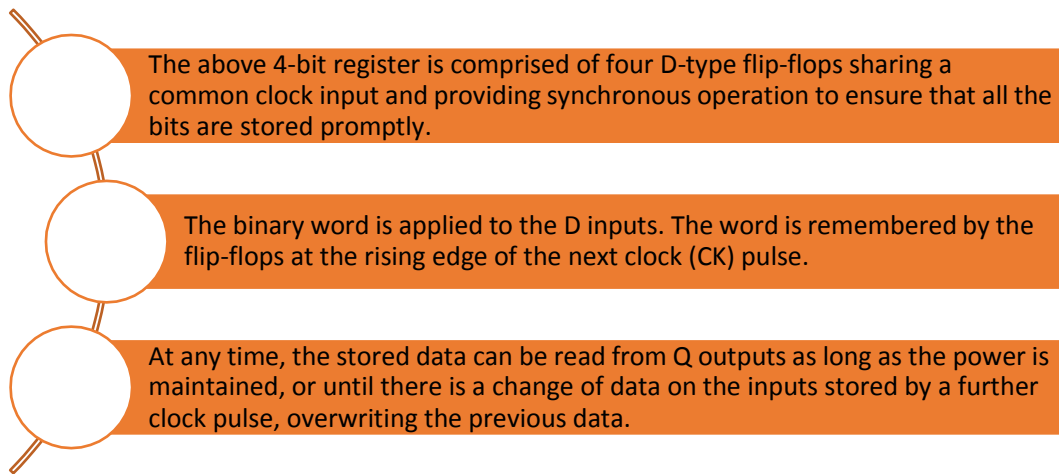 The above 4-bit register is comprised of four D-type flip-flops sharing a
common clock input and providing synchronous operation to ensure that all the
bits are stored promptly.
The binary word is applied to the D inputs. The word is remembered by the
flip-flops at the rising edge of the next clock (CK) pulse.
At any time, the stored data can be read from Q outputs as long as the power is
maintained, or until there is a change of data on the inputs stored by a further
clock pulse, overwriting the previous data.